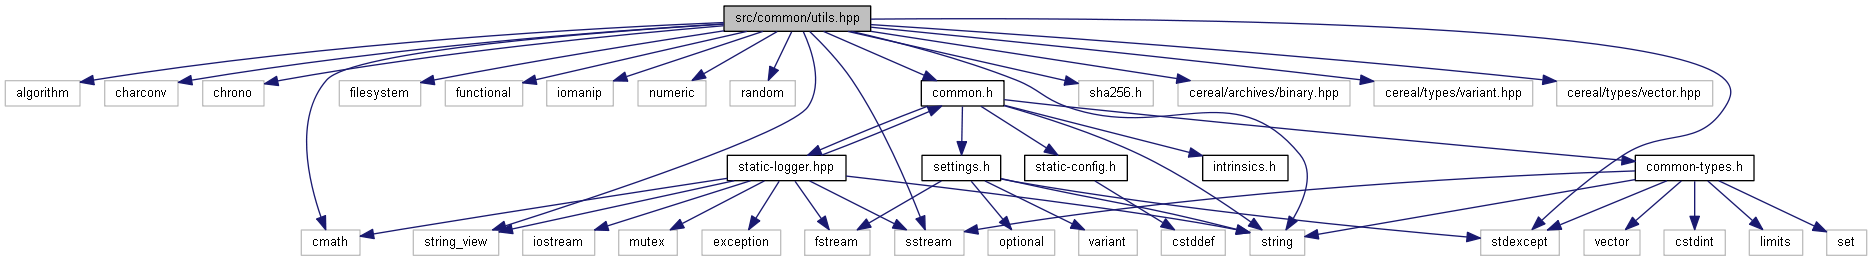 src/common/utils.hpp
algorithm
charconv
chrono
filesystem
functional
iomanip
numeric
random
common.h
sha256.h
cereal/archives/binary.hpp
cereal/types/variant.hpp
cereal/types/vector.hpp
static-logger.hpp
settings.h
static-config.h
intrinsics.h
common-types.h
cmath
string_view
iostream
mutex
exception
fstream
sstream
optional
variant
cstddef
string
stdexcept
vector
cstdint
limits
set